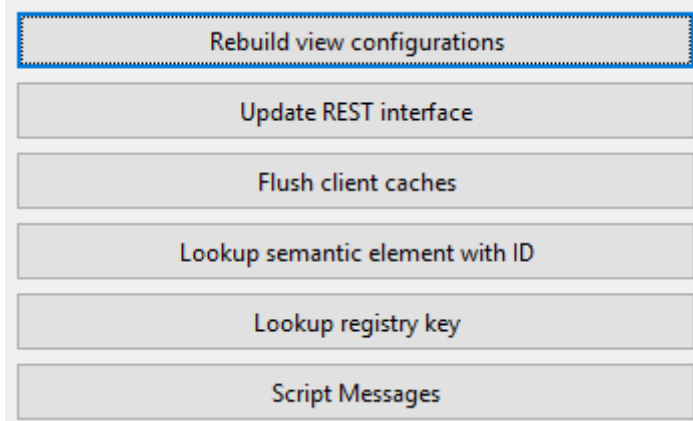 Rebuild view configurations
Update REST interface
Flush client caches
Lookup semantic element with ID
Lookup registry key
Script Messages